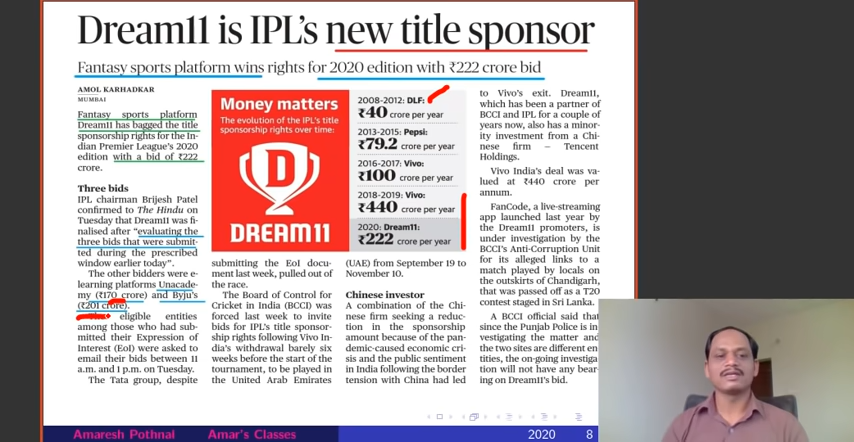 Dream11 is IPL's new title sponsor
Fantasy sports platform wins rights for 2020 edition with ₹222 crore bid
AMOL KARHADKAR
MUMBAI
Fantasy sports platform
Dream11 has bagged the title
sponsorship rights for the In-
dian Premier League's 2020
edition with a bid of ₹222
crore.
Three bids
IPL chairman Brijesh Patel
confirmed to The Hindu on
Tuesday that Dream11 was fi-
nalised after "evaluating the
three bids that were submit-
ted during the prescribed
window earlier today".
The other bidders were e-
learning platforms Unacade-
my (₹170 crore) and Byju's
(₹201 crore).
eligible entities
among those who had sub-
mitted their Expression of
Interest (EoI) were asked to
email their bids between 11
a.m. and 1 p.m. on Tuesday.
The Tata group, despite
Money matters
The evolution of the IPL's title
sponsorship rights over time:
D
DREAM11
2008-2012: DLF:
₹40 crore per year
2013-2015: Pepsi:
₹79.2 crore per year
2016-2017: Vivo:
₹100 crore per year
2018-2019: Vivo:
₹440 crore per year
2020: Dream11:
₹222 crore per year
submitting the EoI docu-
ment last week, pulled out of
the race.
The Board of Control for
Cricket in India (BCCI) was
forced last week to invite
bids for IPL's title sponsor-
ship rights following Vivo In-
dia's withdrawal barely six
weeks before the start of the
tournament, to be played in
the United Arab Emirates
(UAE) from September 19 to
November 10.
Chinese investor
A combination of the Chi-
nese firm seeking a reduc-
tion in the sponsorship
amount because of the pan-
demic-caused economic cri-
sis and the public sentiment
in India following the border
tension with China had led
to Vivo's exit. Dream11,
which has been a partner of
BCCI and IPL for a couple of
years now, also has a minor-
ity investment from a Chi-
nese firm – Tencent
Holdings.
Vivo India's deal was va-
lued at ₹440 crore per
annum.
FanCode, a live-streaming
app launched last year by
the Dream11 promoters, is
under investigation by the
BCCI's Anti-Corruption Unit
for its alleged links to a
match played by locals on
the outskirts of Chandigarh,
that was passed off as a T20
contest staged in Sri Lanka.
A BCCI official said that
since the Punjab Police is in-
vestigating the matter and
the two sites are different en-
tities, the on-going investiga-
tion will not have any bear-
ing on Dream11's bid.
Amaresh Pothnal Amar's Classes 2020 8